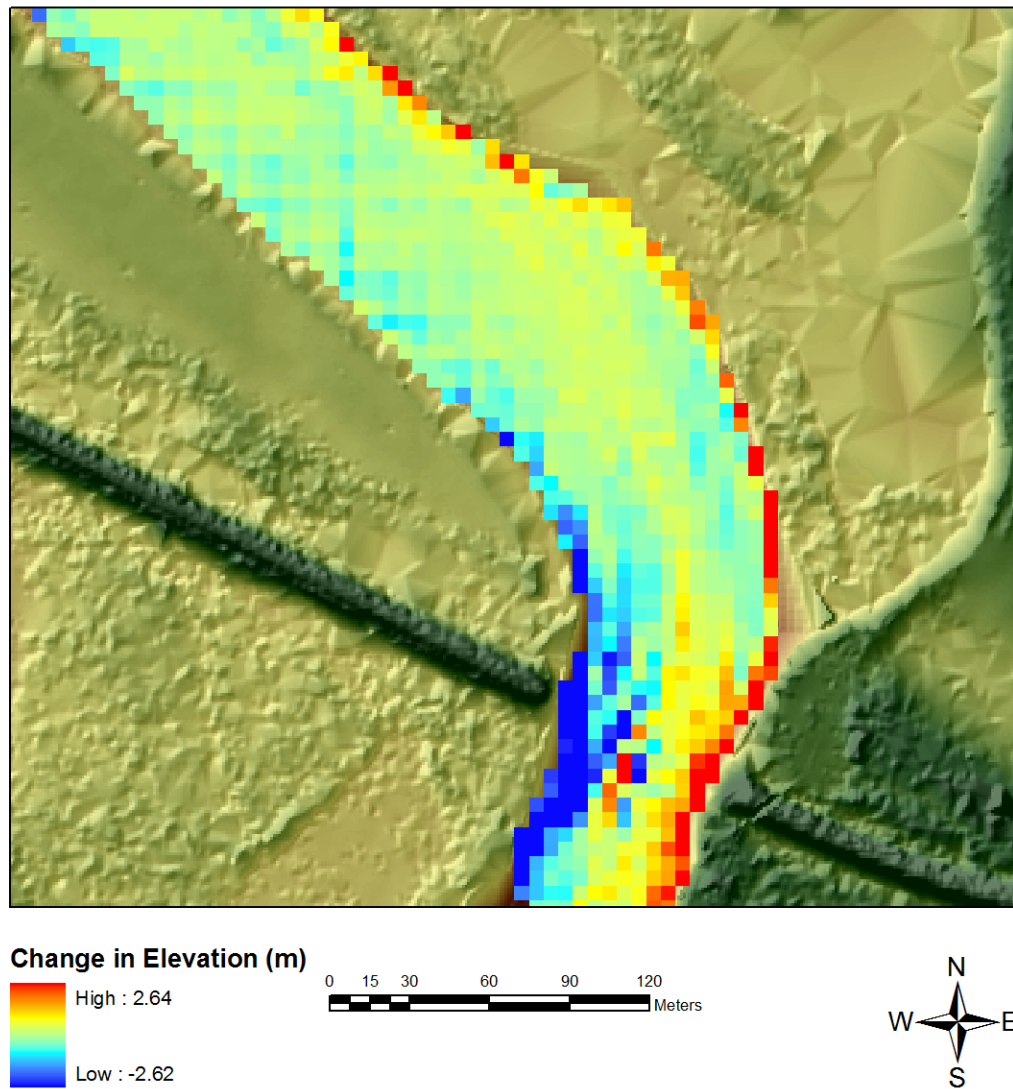 Change in Elevation (m)
High : 2.64
Low : -2.62
0 15 30 60 90 120
Meters
N
W E
S